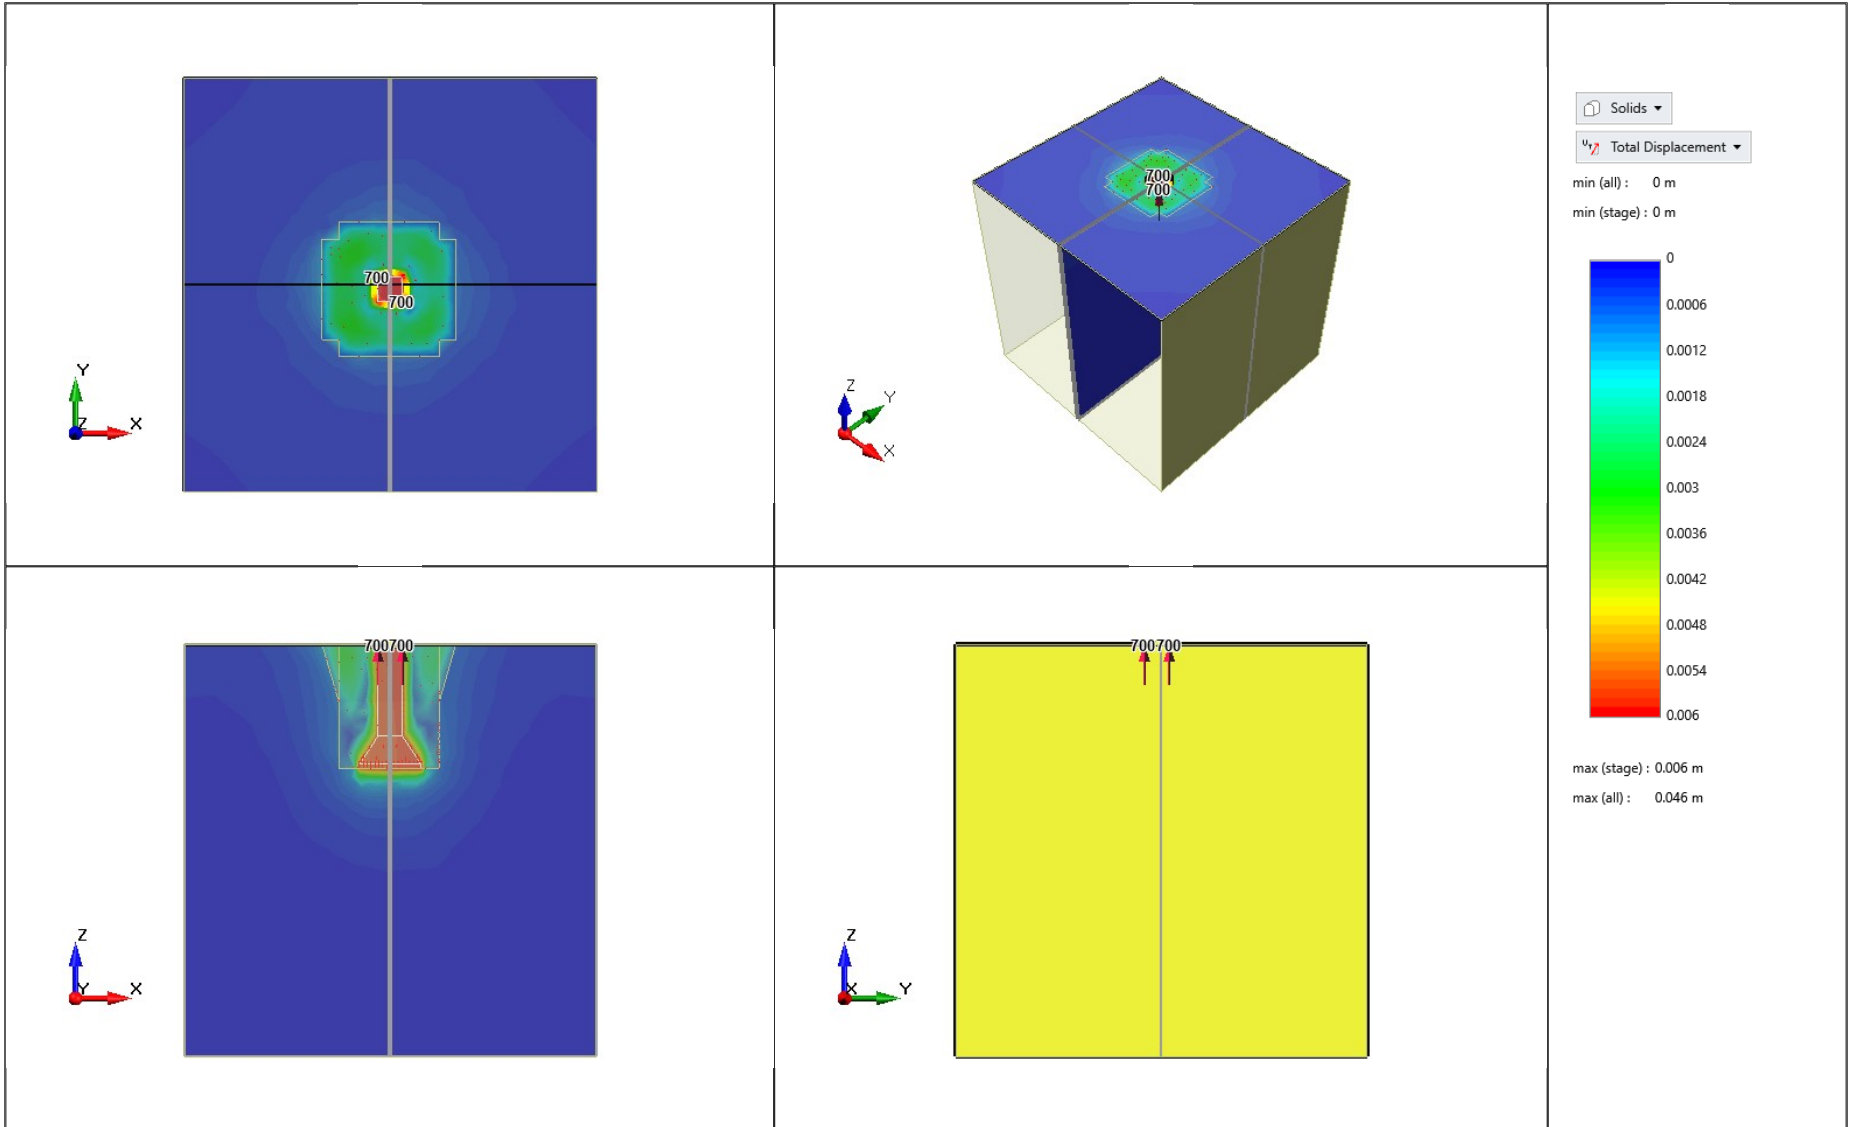 700
700
Y
Z
X
700
700
Z
Y
X
Solids
Total Displacement
min (all) : 0 m
min (stage) : 0 m
0
0.0006
0.0012
0.0018
0.0024
0.003
0.0036
0.0042
0.0048
0.0054
0.006
max (stage) : 0.006 m
max (all) : 0.046 m
700700
Z
Y
X
700700
Z
X
Y